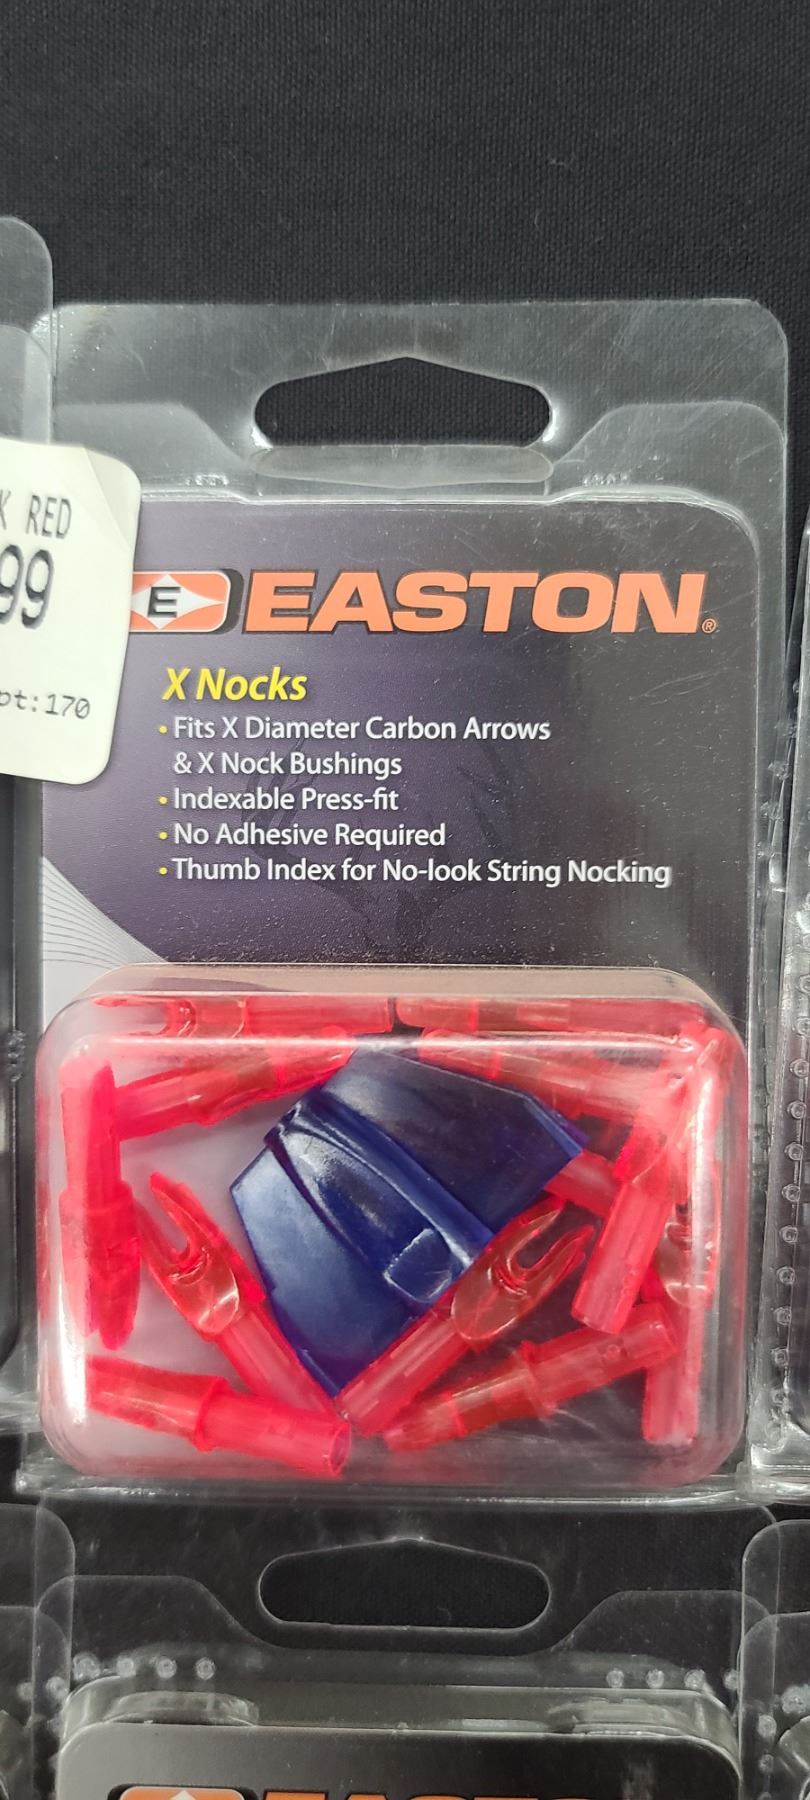 RED
99
:170
E EASTON®
X Nocks
• Fits X Diameter Carbon Arrows
& X Nock Bushings
• Indexable Press-fit
• No Adhesive Required
• Thumb Index for No-look String Nocking